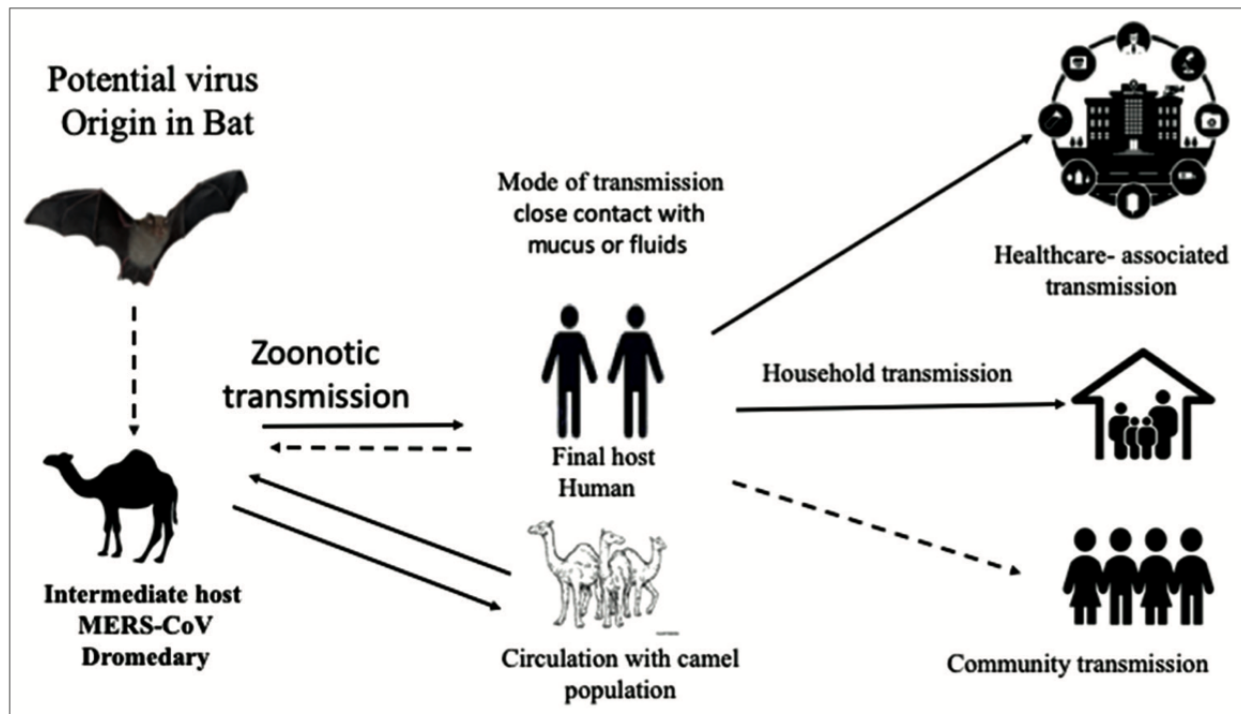 Potential virus
Origin in Bat
Mode of transmission
close contact with
mucus or fluids
Healthcare- associated
transmission
Zoonotic
transmission
Household transmission
Final host
Human
Intermediate host
MERS-CoV
Dromedary
Circulation with camel
population
Community transmission